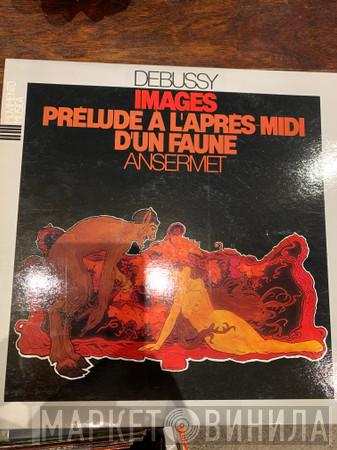 DEBUSSY
IMAGES
PRÉLUDE A L'APRÈS MIDI
D'UN FAUNE
ANSERMET
МАРКЕТ ВИНИЛА